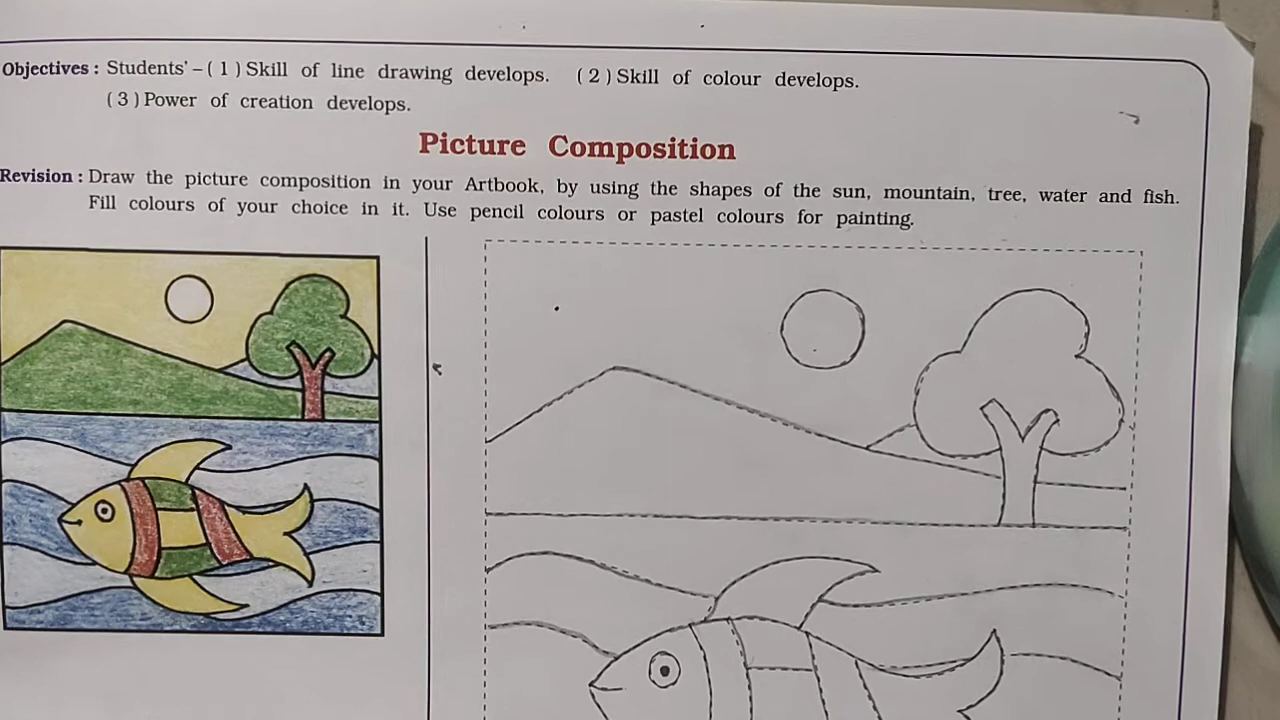 Objectives : Students' – ( 1 ) Skill of line drawing develops. ( 2 ) Skill of colour develops.
( 3 ) Power of creation develops.
Picture Composition
Revision : Draw the picture composition in your Artbook, by using the shapes of the sun, mountain, tree, water and fish.
Fill colours of your choice in it. Use pencil colours or pastel colours for painting.